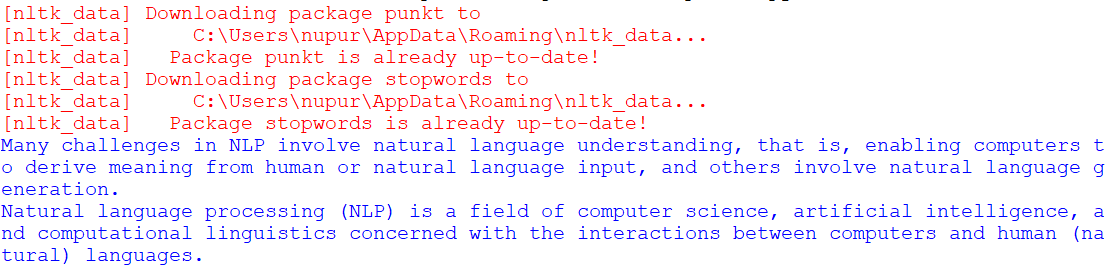 [nltk_data] Downloading package punkt to
[nltk_data]     C:\Users\nupur\AppData\Roaming\nltk_data...
[nltk_data]   Package punkt is already up-to-date!
[nltk_data] Downloading package stopwords to
[nltk_data]     C:\Users\nupur\AppData\Roaming\nltk_data...
[nltk_data]   Package stopwords is already up-to-date!
Many challenges in NLP involve natural language understanding, that is, enabling computers t
o derive meaning from human or natural language input, and others involve natural language g
eneration.
Natural language processing (NLP) is a field of computer science, artificial intelligence, a
nd computational linguistics concerned with the interactions between computers and human (na
tural) languages.